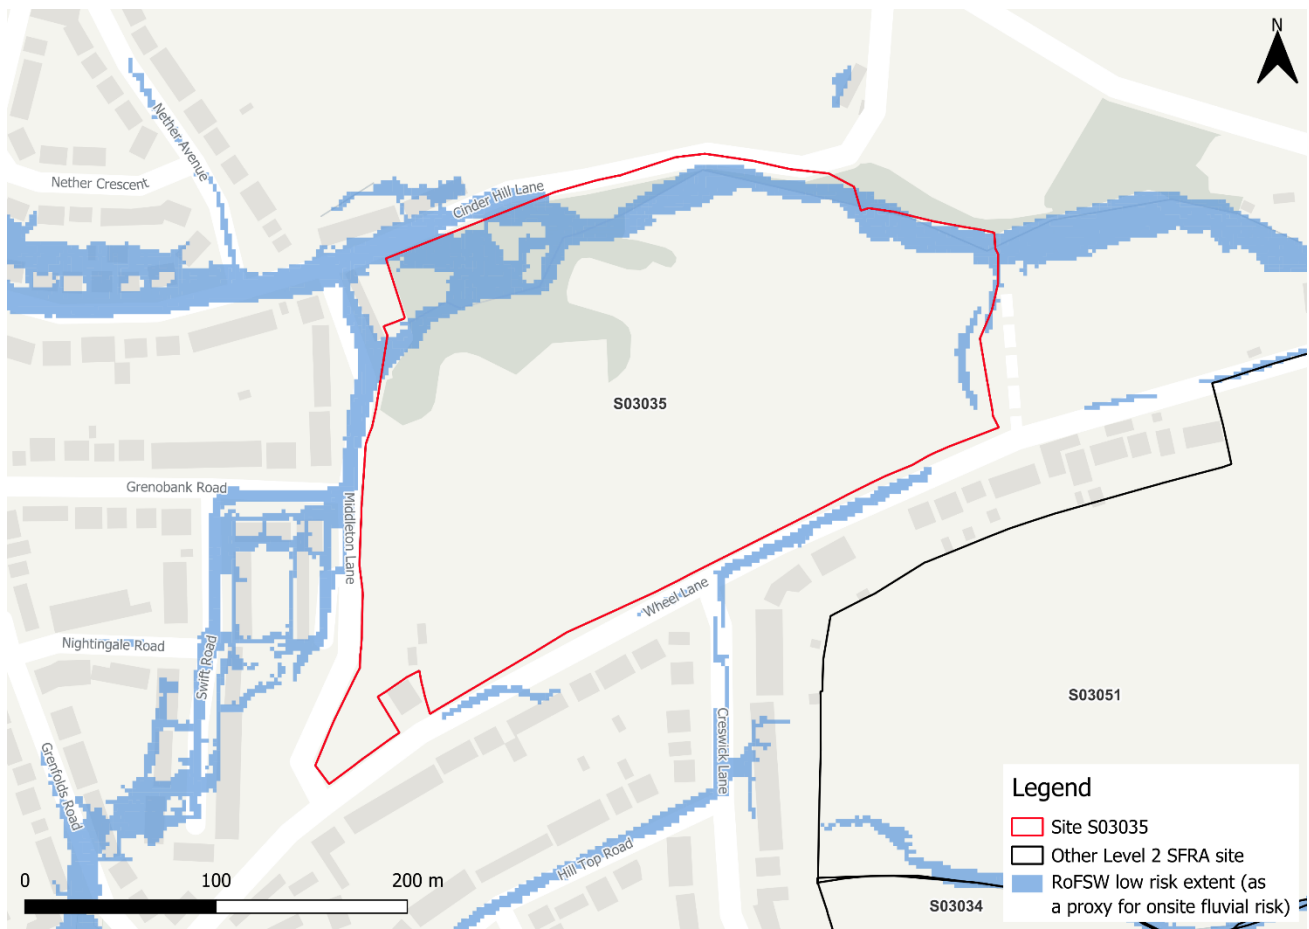 N
Nether Avenue
Nether Crescent
Cinder Hill Lane
S03035
Grenobank Road
Middleton Lane
Wheel Lane
Nightingale Road
Swift Road
S03051
Creswick Lane
Grenfolds Road
Hill Top Road
S03034
Legend
Site S03035
Other Level 2 SFRA site
RoFSW low risk extent (as
a proxy for onsite fluvial risk)
0 100 200 m